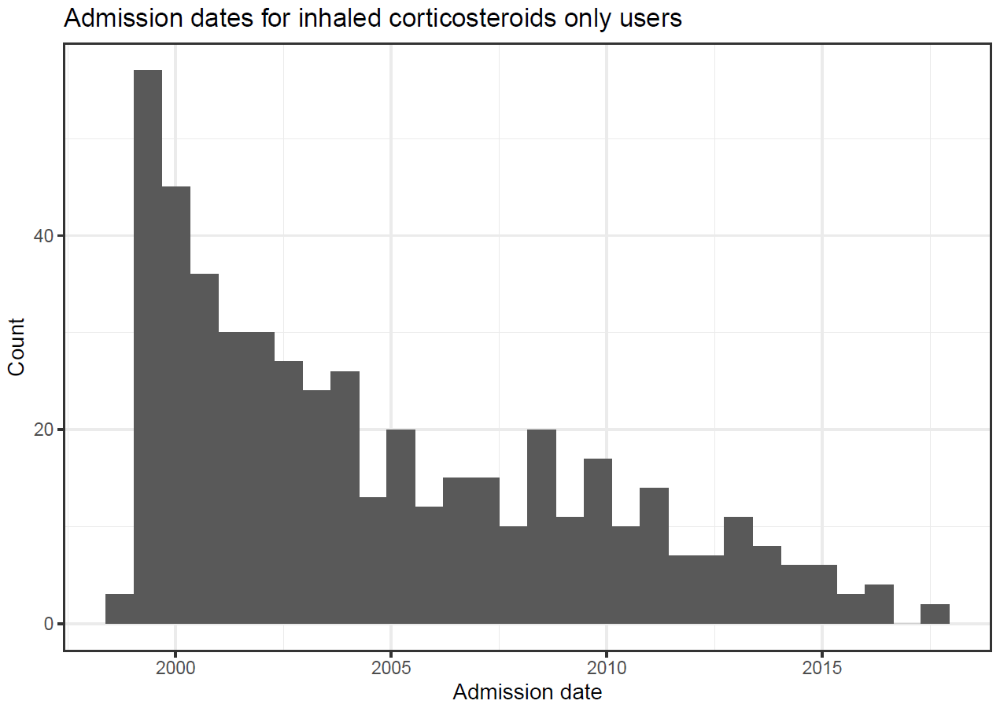 Admission dates for inhaled corticosteroids only users
Count
40
20
0
2000 2005 2010 2015
Admission date